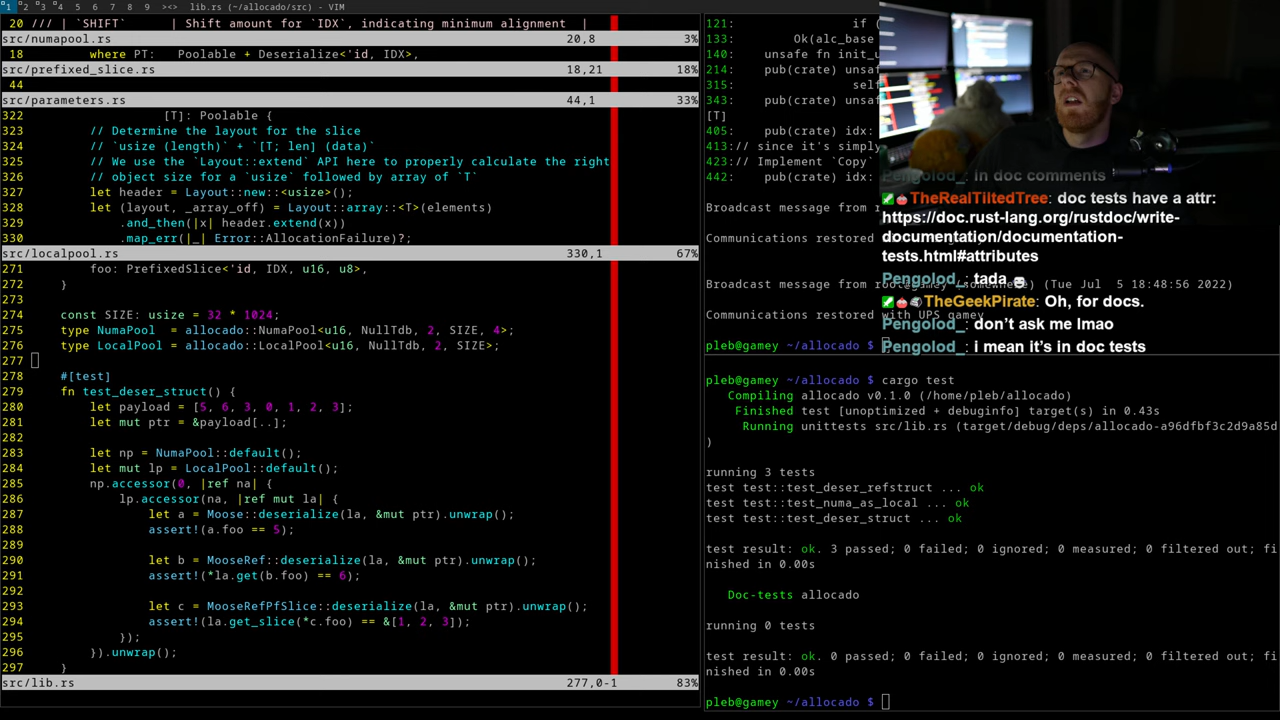 1 2 3 4 5 6 7 8 9 [>] lib.rs (~/allocado/src) - VIM
20 /// | `SHIFT`      | Shift amount for `IDX`, indicating minimum alignment  |
src/numapool.rs 20,8 3%
18         where PT:   Poolable + Deserialize<'id, IDX>,
src/prefixed_slice.rs 18,21 18%
44
src/parameters.rs 44,1 33%
322                   [T]: Poolable {
323         // Determine the layout for the slice
324         // `usize (length)` + `[T; len] (data)`
325         // We use the `Layout::extend` API here to properly calculate the right
326         // object size for a `usize` followed by array of `T`
327         let header = Layout::new::<usize>();
328         let (layout, _array_off) = Layout::array::<T>(elements)
329             .and_then(|x| header.extend(x))
330             .map_err(|_| Error::AllocationFailure)?;
src/localpool.rs 330,1 67%
271         foo: PrefixedSlice<'id, IDX, u16, u8>,
272     }
273
274     const SIZE: usize = 32 * 1024;
275     type NumaPool  = allocado::NumaPool<u16, NullTdb, 2, SIZE, 4>;
276     type LocalPool = allocado::LocalPool<u16, NullTdb, 2, SIZE>;
277
278     #[test]
279     fn test_deser_struct() {
280         let payload = [5, 6, 3, 0, 1, 2, 3];
281         let mut ptr = &payload[..];
282
283         let np = NumaPool::default();
284         let mut lp = LocalPool::default();
285         np.accessor(0, |ref na| {
286             lp.accessor(na, |ref mut la| {
287                 let a = Moose::deserialize(la, &mut ptr).unwrap();
288                 assert!(a.foo == 5);
289
290                 let b = MooseRef::deserialize(la, &mut ptr).unwrap();
291                 assert!(*la.get(b.foo) == 6);
292
293                 let c = MooseRefPfSlice::deserialize(la, &mut ptr).unwrap();
294                 assert!(la.get_slice(*c.foo) == &[1, 2, 3]);
295             });
296         }).unwrap();
297     }
src/lib.rs 277,0-1 83%
121:                if (
133:            Ok(alc_base
140:    unsafe fn init_u
214:    pub(crate) unsaf
315:                self
343:    pub(crate) unsaf
[T]
405:    pub(crate) idx:
413:// since it's simply
423:// Implement `Copy`
442:    pub(crate) idx:
Broadcast message from r
Communications restored
Broadcast message from root@gamey (somewhere) (Tue Jul  5 18:48:56 2022)
Communications restored with UPS gamey
pleb@gamey ~/allocado $
Pengolod_: in doc comments
TheRealTiltedTree: doc tests have a attr:
https://doc.rust-lang.org/rustdoc/write-
documentation/documentation-
tests.html#attributes
Pengolod_: tada
TheGeekPirate: Oh, for docs.
Pengolod_: don't ask me lmao
Pengolod_: i mean it's in doc tests
pleb@gamey ~/allocado $ cargo test
   Compiling allocado v0.1.0 (/home/pleb/allocado)
    Finished test [unoptimized + debuginfo] target(s) in 0.43s
     Running unittests src/lib.rs (target/debug/deps/allocado-a96dfbf3c2d9a85d
)
running 3 tests
test test::test_deser_refstruct ... ok
test test::test_numa_as_local ... ok
test test::test_deser_struct ... ok
test result: ok. 3 passed; 0 failed; 0 ignored; 0 measured; 0 filtered out; fi
nished in 0.00s
   Doc-tests allocado
running 0 tests
test result: ok. 0 passed; 0 failed; 0 ignored; 0 measured; 0 filtered out; fi
nished in 0.00s
pleb@gamey ~/allocado $